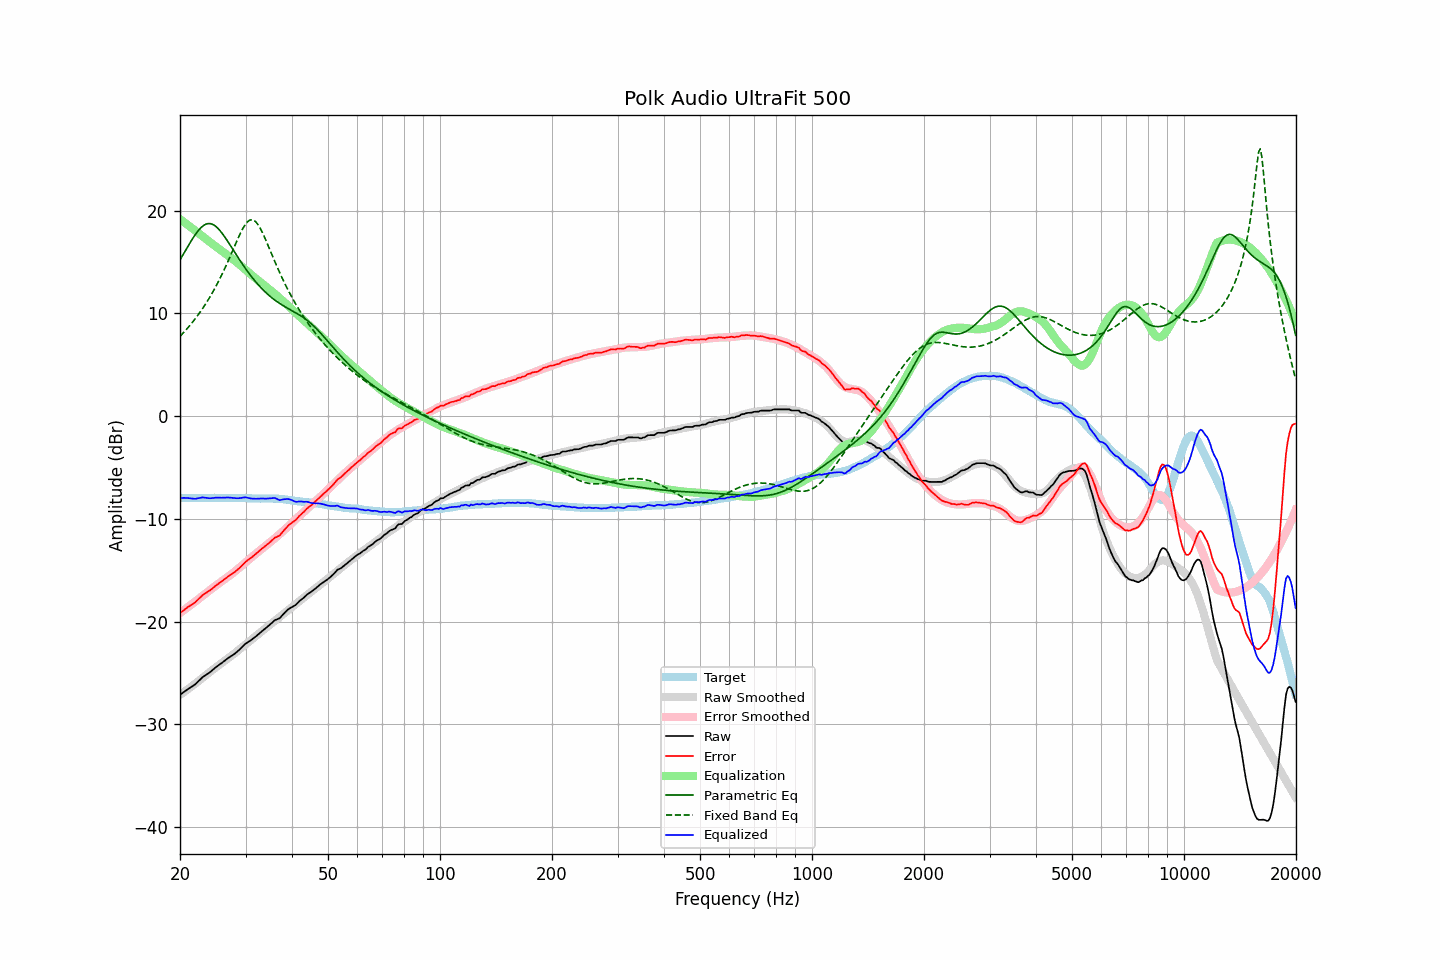 Polk Audio UltraFit 500
Amplitude (dBr)
20
10
0
−10
−20
−30
−40
Target
Raw Smoothed
Error Smoothed
Raw
Error
Equalization
Parametric Eq
Fixed Band Eq
Equalized
20 50 100 200 500 1000 2000 5000 10000 20000
Frequency (Hz)